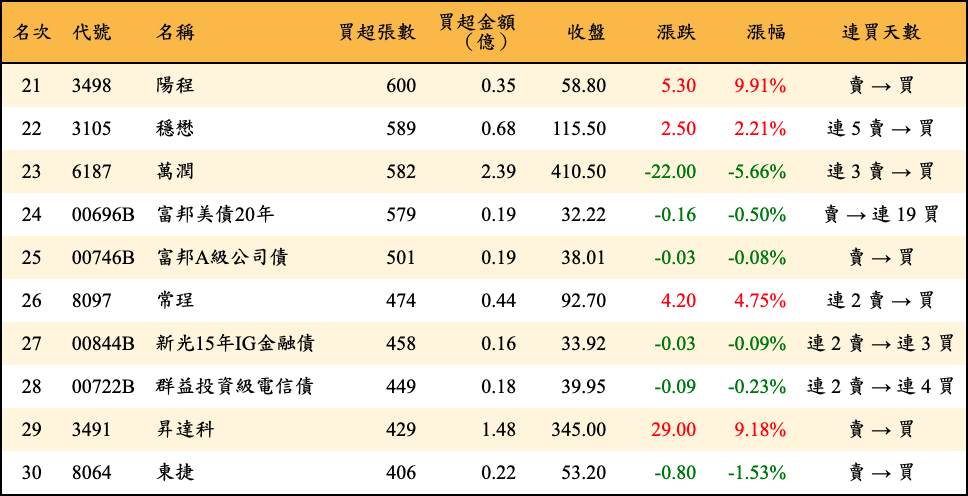 名次 代號 名稱 買超張數 買超金額（億） 收盤 漲跌 漲幅 連買天數
21 3498 陽程 600 0.35 58.80 5.30 9.91% 賣 → 買
22 3105 穩懋 589 0.68 115.50 2.50 2.21% 連 5 賣 → 買
23 6187 萬潤 582 2.39 410.50 -22.00 -5.66% 連 3 賣 → 買
24 00696B 富邦美債20年 579 0.19 32.22 -0.16 -0.50% 賣 → 連 19 買
25 00746B 富邦A級公司債 501 0.19 38.01 -0.03 -0.08% 賣 → 買
26 8097 常珵 474 0.44 92.70 4.20 4.75% 連 2 賣 → 買
27 00844B 新光15年IG金融債 458 0.16 33.92 -0.03 -0.09% 連 2 賣 → 連 3 買
28 00722B 群益投資級電信債 449 0.18 39.95 -0.09 -0.23% 連 2 賣 → 連 4 買
29 3491 昇達科 429 1.48 345.00 29.00 9.18% 賣 → 買
30 8064 東捷 406 0.22 53.20 -0.80 -1.53% 賣 → 買